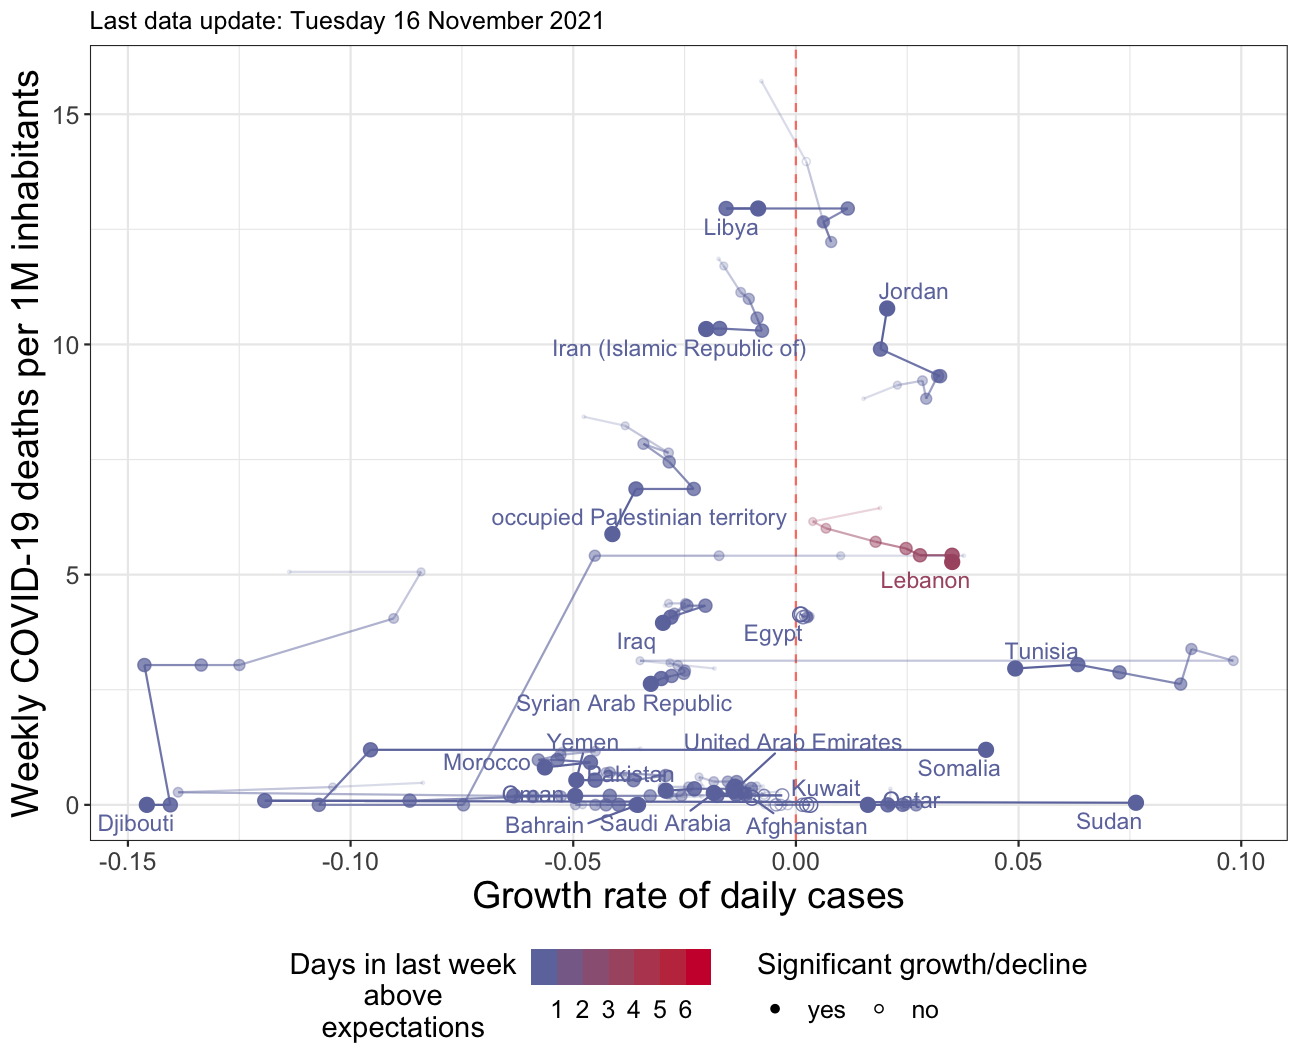 Last data update: Tuesday 16 November 2021
Weekly COVID-19 deaths per 1M inhabitants
15
10
5
0
Libya
Jordan
Iran (Islamic Republic of)
occupied Palestinian territory
Lebanon
Egypt
Iraq
Tunisia
Syrian Arab Republic
Yemen
United Arab Emirates
Morocco
Somalia
Pakistan
Kuwait
Oman
Qatar
Djibouti
Bahrain
Saudi Arabia
Afghanistan
Sudan
-0.15
-0.10
-0.05
0.00
0.05
0.10
Growth rate of daily cases
Days in last week
above
expectations
1 2 3 4 5 6
Significant growth/decline
yes
no